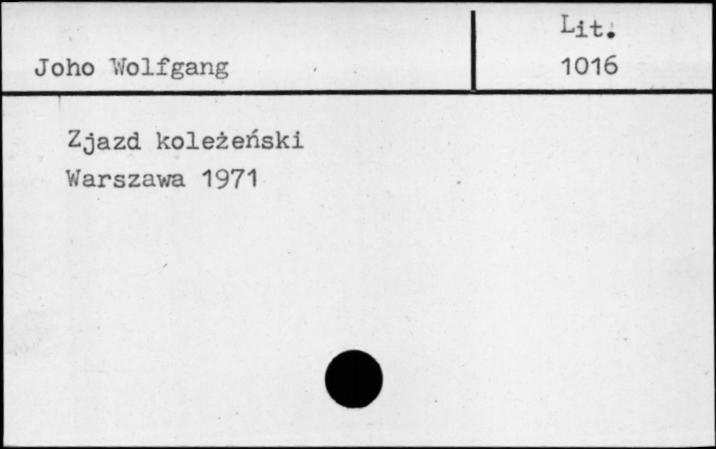 Lit.
Joho Wolfgang
1016
Zjazd koleżeński
Warszawa 1971